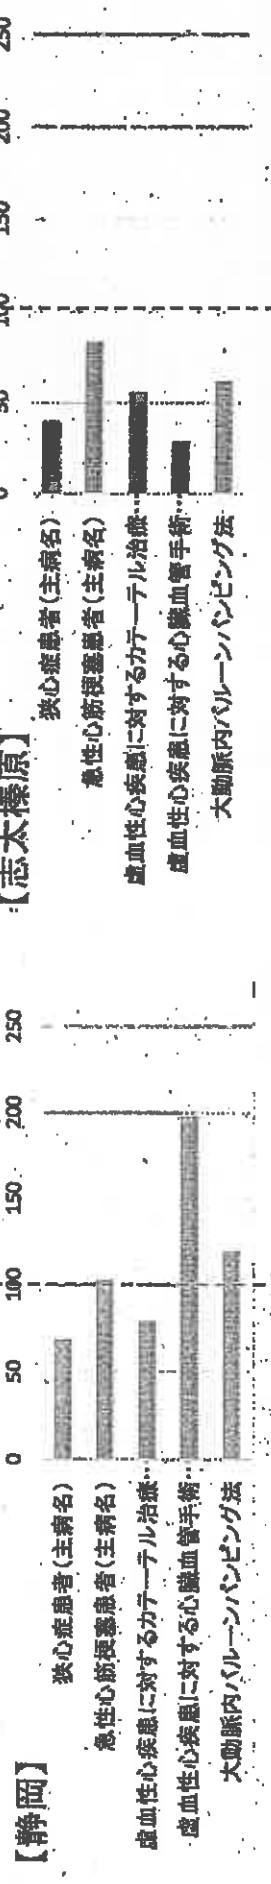 【静岡】
0 50 100 150 200 250
狭心症患者(主病名)
急性心筋梗塞患者(主病名)
虚血性心疾患に対するカテーテル治療…
虚血性心疾患に対する心臓血管手術…
大動脈内バルーンパンピング法
【志太榛原】
0 50 100 150 200 250
狭心症患者(主病名)
急性心筋梗塞患者(主病名)
虚血性心疾患に対するカテーテル治療…
虚血性心疾患に対する心臓血管手術…
大動脈内バルーンパンピング法